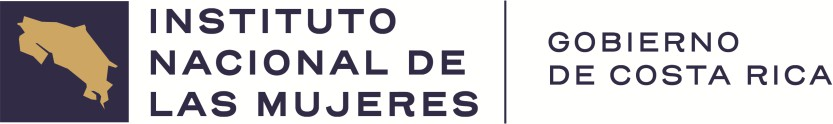 INSTITUTO
NACIONAL DE
LAS MUJERES
GOBIERNO
DE COSTA RICA